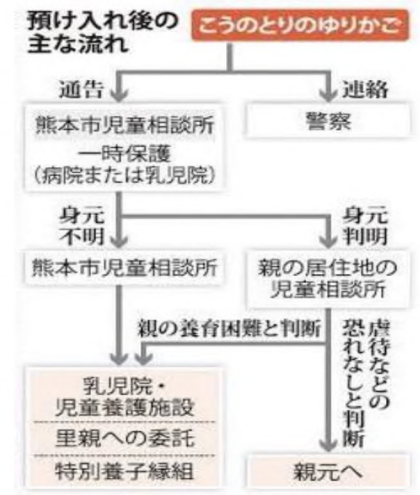 預け入れ後の
主な流れ
こうのとりのゆりかご
通告
連絡
熊本市児童相談所
一時保護
(病院または乳児院)
警察
身元
不明
身元
判明
熊本市児童相談所
親の居住地の
児童相談所
親の養育困難と判断
虐待などの
恐れなしと判断
乳児院・
児童養護施設
里親への委託
特別養子縁組
親元へ